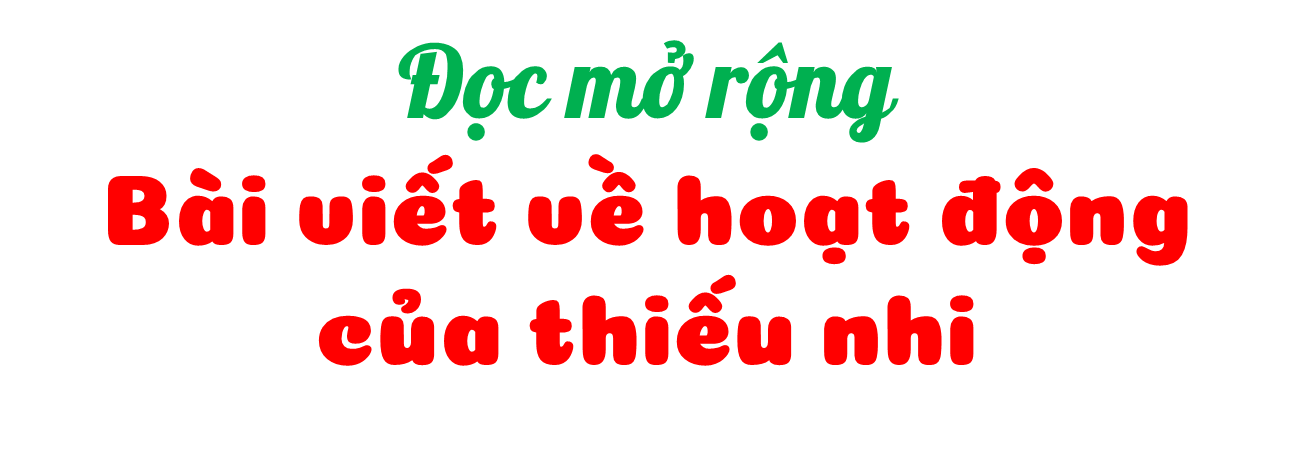 Đọc mở rộng
Bài viết về hoạt động
của thiếu nhi